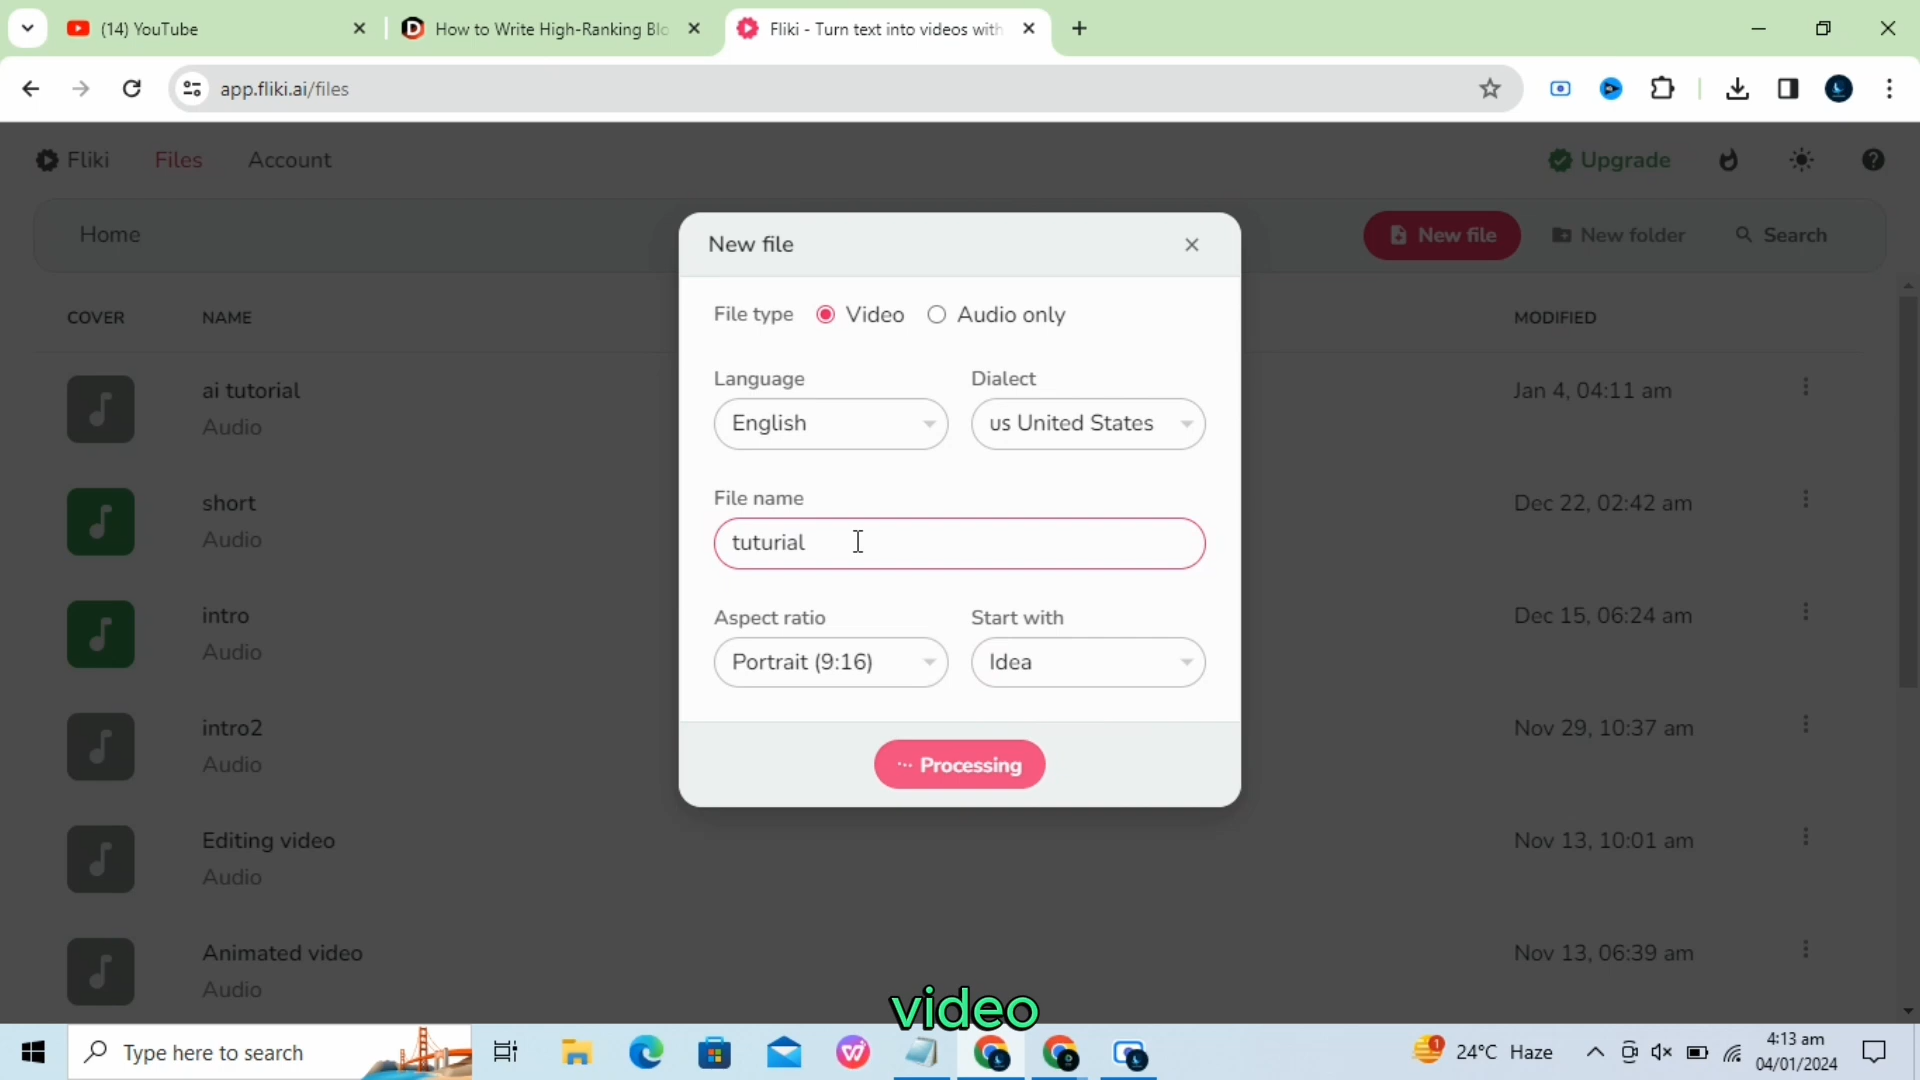 (14) YouTube
How to Write High-Ranking Blo
Fliki - Turn text into videos with
app.fliki.ai/files
Fliki
Files
Account
Upgrade
Home
New file
New folder
Search
COVER
NAME
MODIFIED
ai tutorial
Audio
Jan 4, 04:11 am
short
Audio
Dec 22, 02:42 am
intro
Audio
Dec 15, 06:24 am
intro2
Audio
Nov 29, 10:37 am
Editing video
Audio
Nov 13, 10:01 am
Animated video
Audio
Nov 13, 06:39 am
New file
File type
Video
Audio only
Language
Dialect
English
us United States
File name
tuturial
Aspect ratio
Start with
Portrait (9:16)
Idea
··· Processing
video
Type here to search
1
24°C Haze
4:13 am
04/01/2024